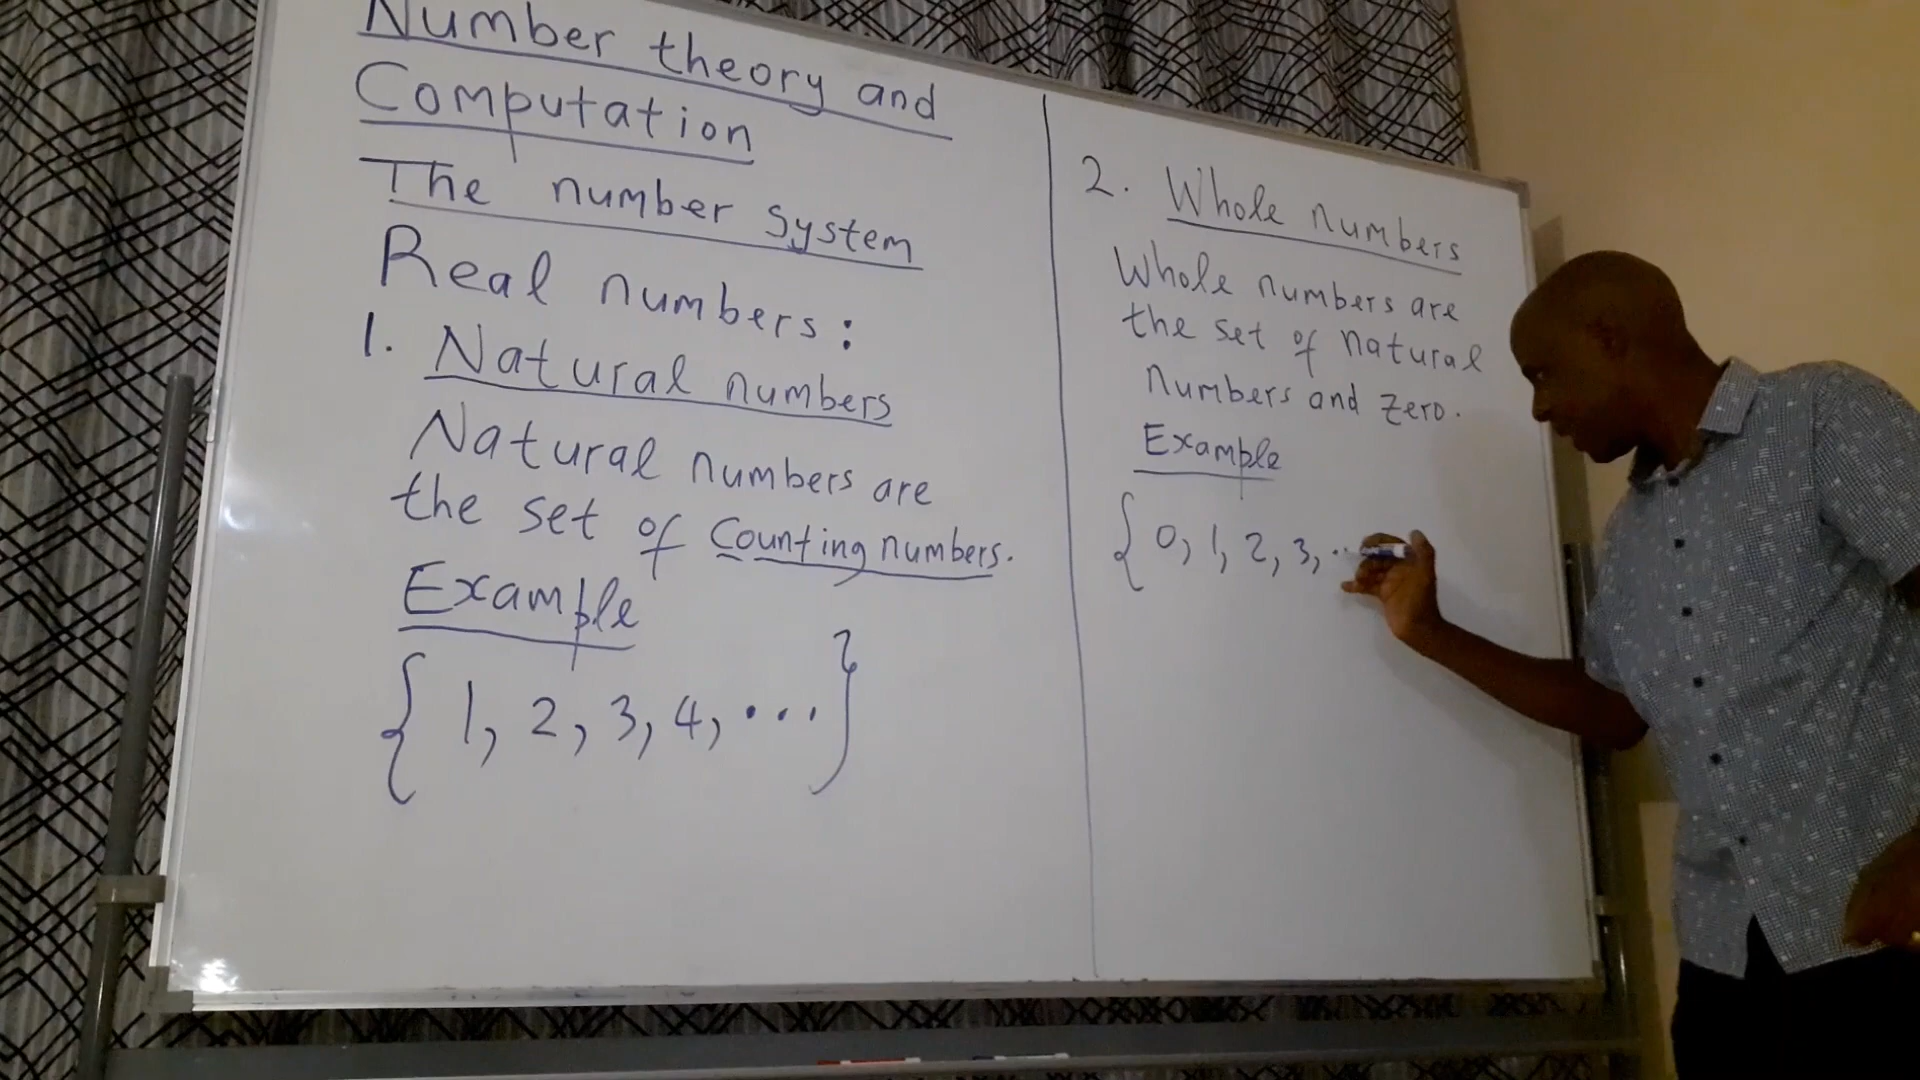 Number theory and
Computation
The number System
Real numbers:
1. Natural numbers
Natural numbers are
the set of Counting numbers.
Example
{ 1, 2, 3, 4, ... }
2. Whole numbers
Whole numbers are
the set of natural
numbers and zero.
Example
{ 0, 1, 2, 3, ..